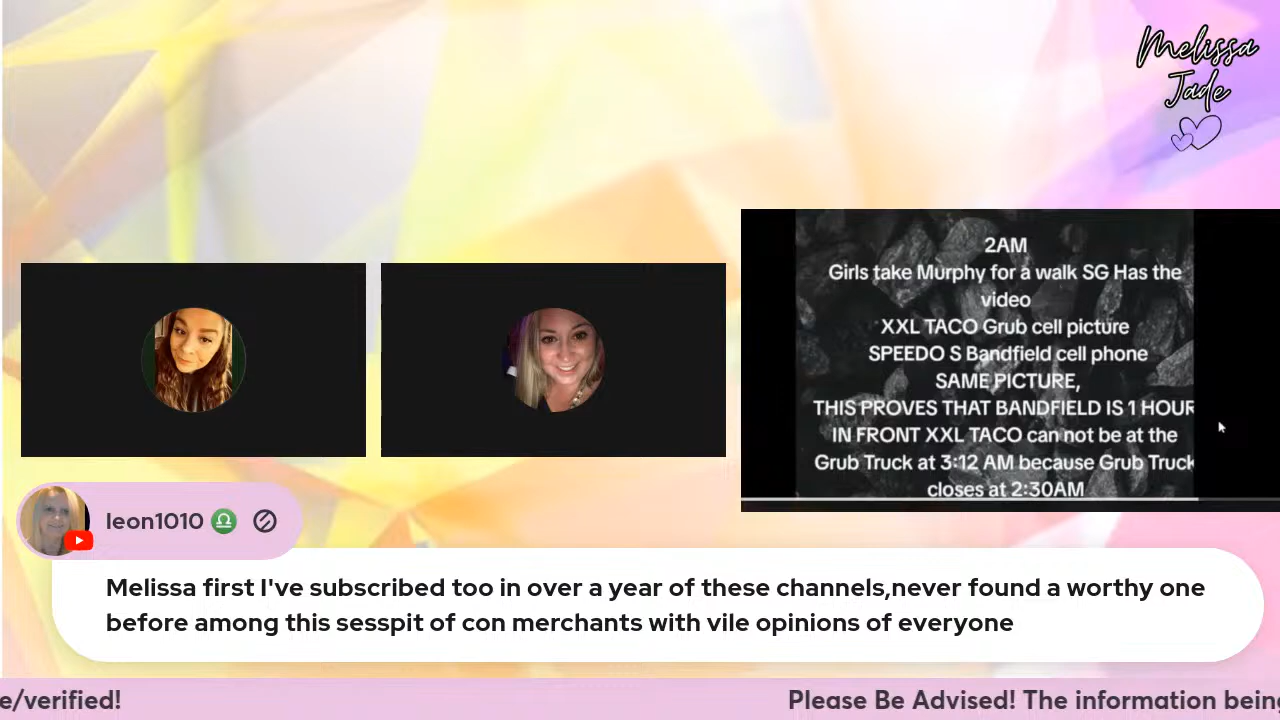 Melissa
Jade
2AM
Girls take Murphy for a walk SG Has the
video
XXL TACO Grub cell picture
SPEEDO S Bandfield cell phone
SAME PICTURE,
THIS PROVES THAT BANDFIELD IS 1 HOUR
IN FRONT XXL TACO can not be at the
Grub Truck at 3:12 AM because Grub Truck
closes at 2:30AM
leon1010 ♎
Melissa first I've subscribed too in over a year of these channels,never found a worthy one
before among this sesspit of con merchants with vile opinions of everyone
e/verified! Please Be Advised! The information being